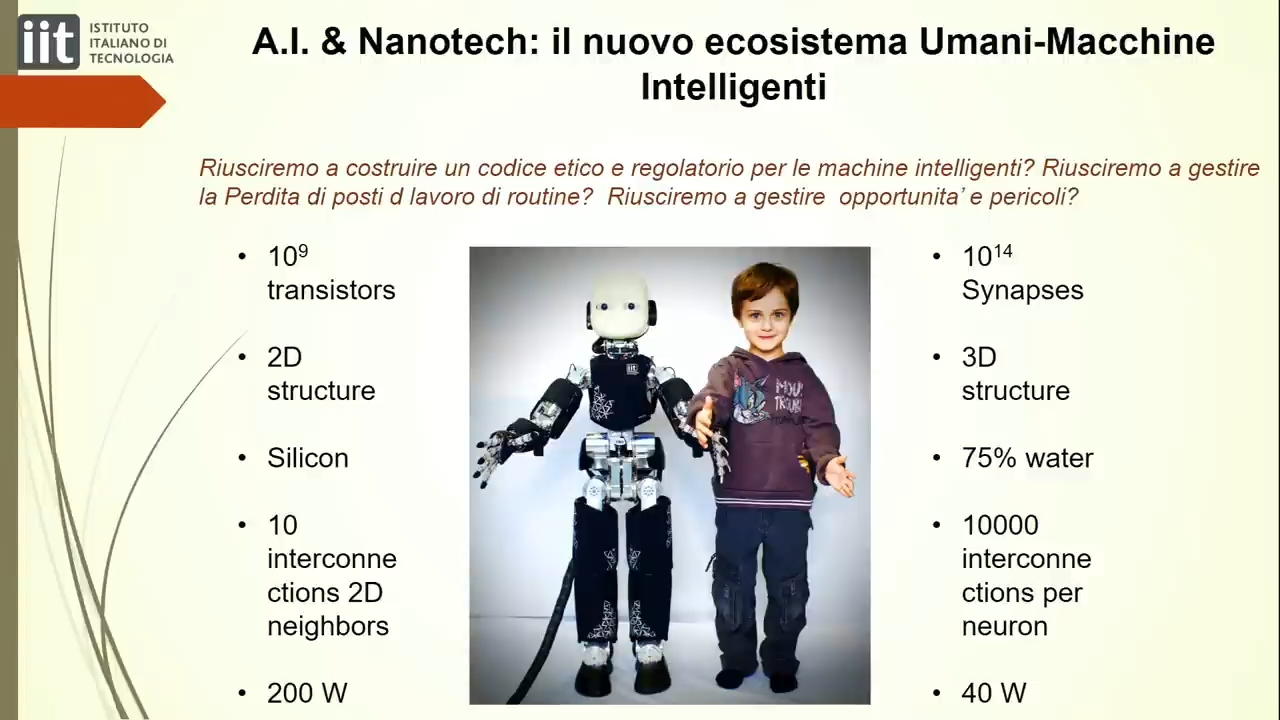 iit ISTITUTO
ITALIANO DI
TECNOLOGIA
A.I. & Nanotech: il nuovo ecosistema Umani-Macchine
Intelligenti
Riusciremo a costruire un codice etico e regolatorio per le machine intelligenti? Riusciremo a gestire
la Perdita di posti d lavoro di routine?  Riusciremo a gestire  opportunita’ e pericoli?
• 10⁹
transistors
• 2D
structure
• Silicon
• 10
interconne
ctions 2D
neighbors
• 200 W
iit
MOU
TROUB
• 10¹⁴
Synapses
• 3D
structure
• 75% water
• 10000
interconne
ctions per
neuron
• 40 W